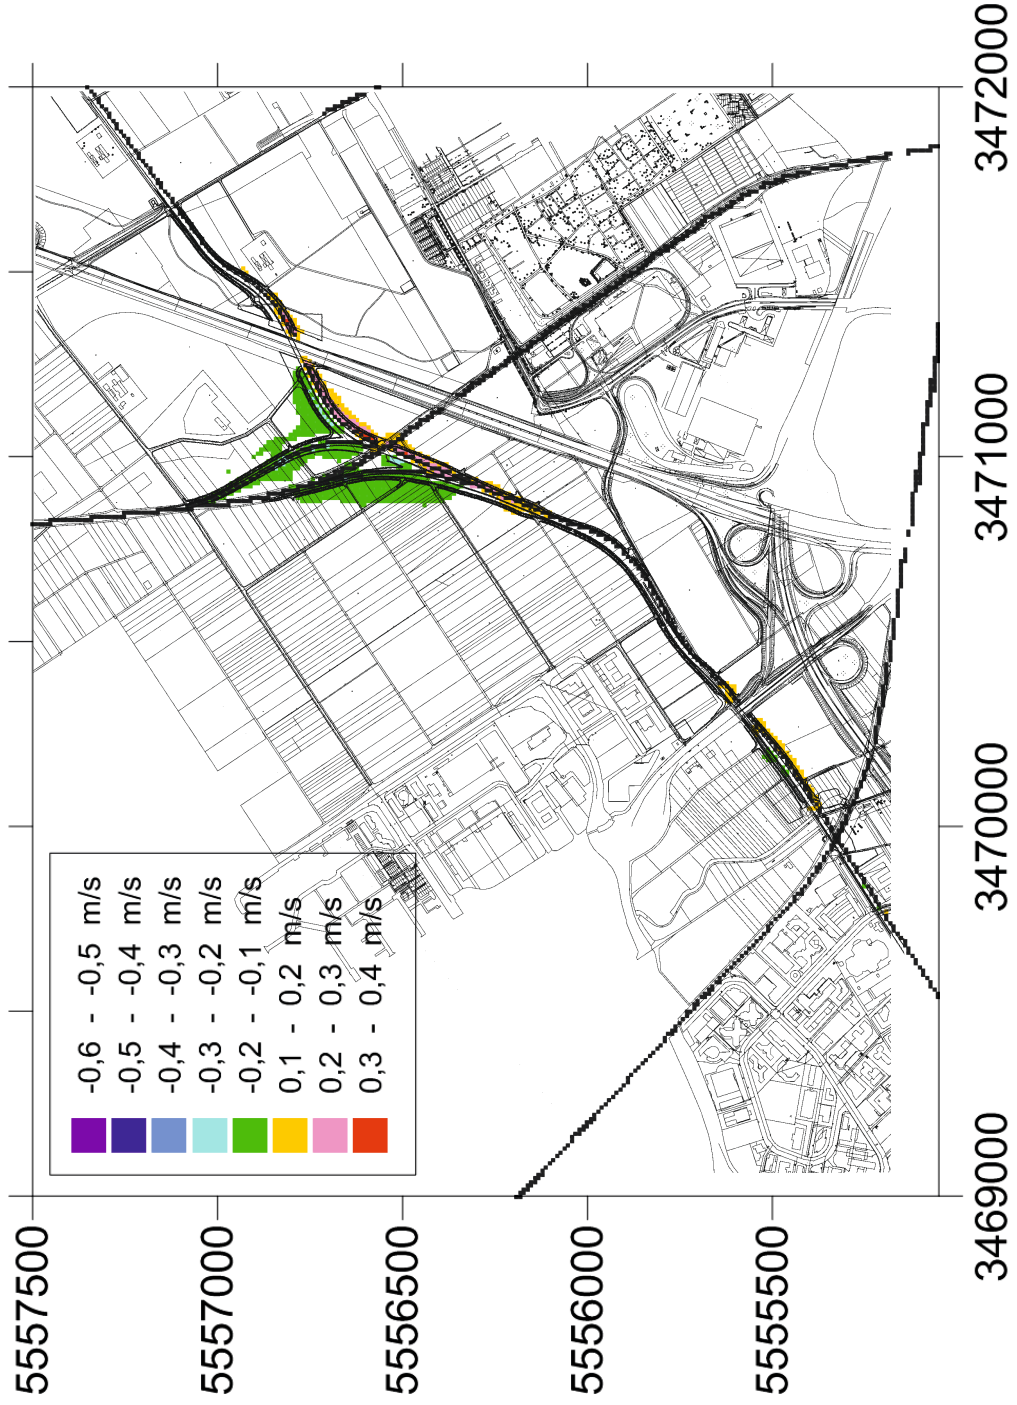 -0,6 - -0,5 m/s
-0,5 - -0,4 m/s
-0,4 - -0,3 m/s
-0,3 - -0,2 m/s
-0,2 - -0,1 m/s
0,1 - 0,2 m/s
0,2 - 0,3 m/s
0,3 - 0,4 m/s
5557500
5557000
5556500
5556000
5555500
3469000
3470000
3471000
3472000